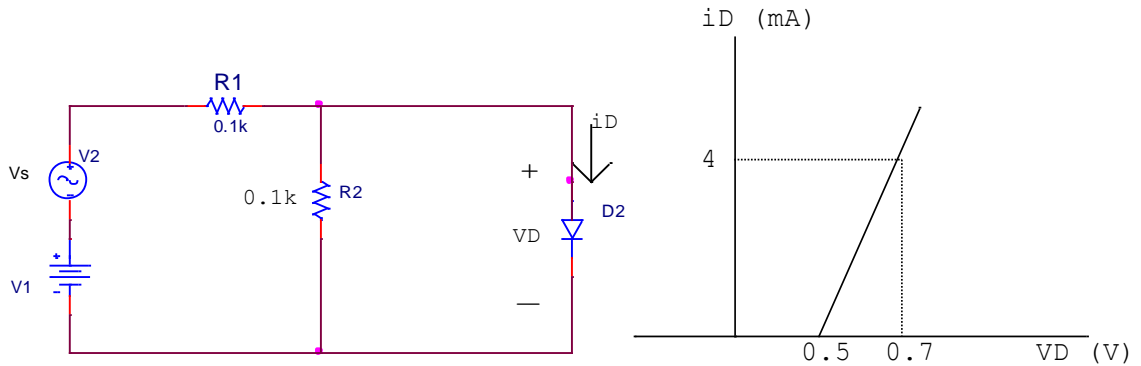 iD (mA)
R1
0.1k
iD
V2
+
4
Vs
R2
0.1k
D2
VD
V1
0.5 0.7 VD (V)